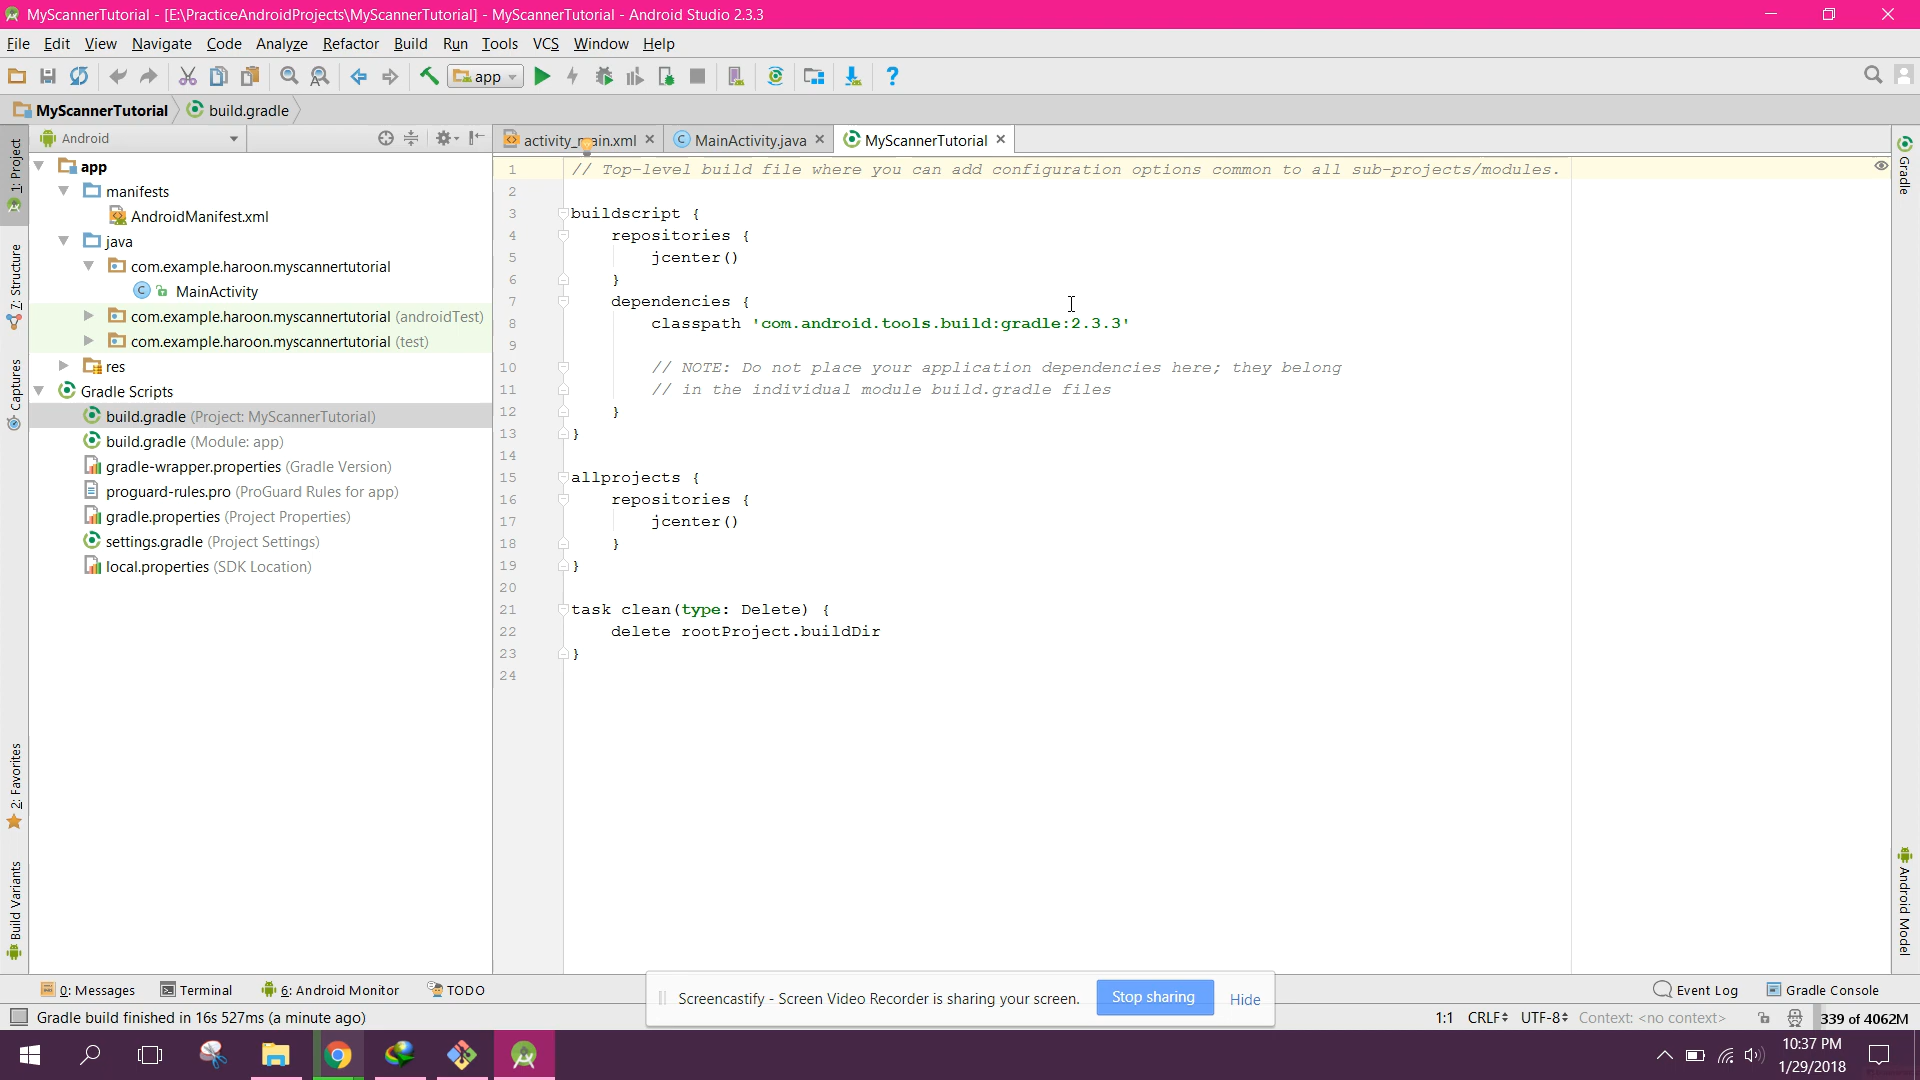 MyScannerTutorial - [E:\PracticeAndroidProjects\MyScannerTutorial] - MyScannerTutorial - Android Studio 2.3.3
File Edit View Navigate Code Analyze Refactor Build Run Tools VCS Window Help
app
MyScannerTutorial build.gradle
Android
activity_main.xml MainActivity.java MyScannerTutorial
1: Project
7: Structure
Captures
2: Favorites
Build Variants
app
manifests
AndroidManifest.xml
java
com.example.haroon.myscannertutorial
MainActivity
com.example.haroon.myscannertutorial (androidTest)
com.example.haroon.myscannertutorial (test)
res
Gradle Scripts
build.gradle (Project: MyScannerTutorial)
build.gradle (Module: app)
gradle-wrapper.properties (Gradle Version)
proguard-rules.pro (ProGuard Rules for app)
gradle.properties (Project Properties)
settings.gradle (Project Settings)
local.properties (SDK Location)
1 // Top-level build file where you can add configuration options common to all sub-projects/modules.
2
3 buildscript {
4 repositories {
5 jcenter()
6 }
7 dependencies {
8 classpath 'com.android.tools.build:gradle:2.3.3'
9
10 // NOTE: Do not place your application dependencies here; they belong
11 // in the individual module build.gradle files
12 }
13 }
14
15 allprojects {
16 repositories {
17 jcenter()
18 }
19 }
20
21 task clean(type: Delete) {
22 delete rootProject.buildDir
23 }
24
Gradle
Android Model
0: Messages Terminal 6: Android Monitor TODO
Screencastify - Screen Video Recorder is sharing your screen. Stop sharing Hide
Event Log Gradle Console
Gradle build finished in 16s 527ms (a minute ago)
1:1 CRLF UTF-8 Context: <no context> 339 of 4062M
10:37 PM
1/29/2018